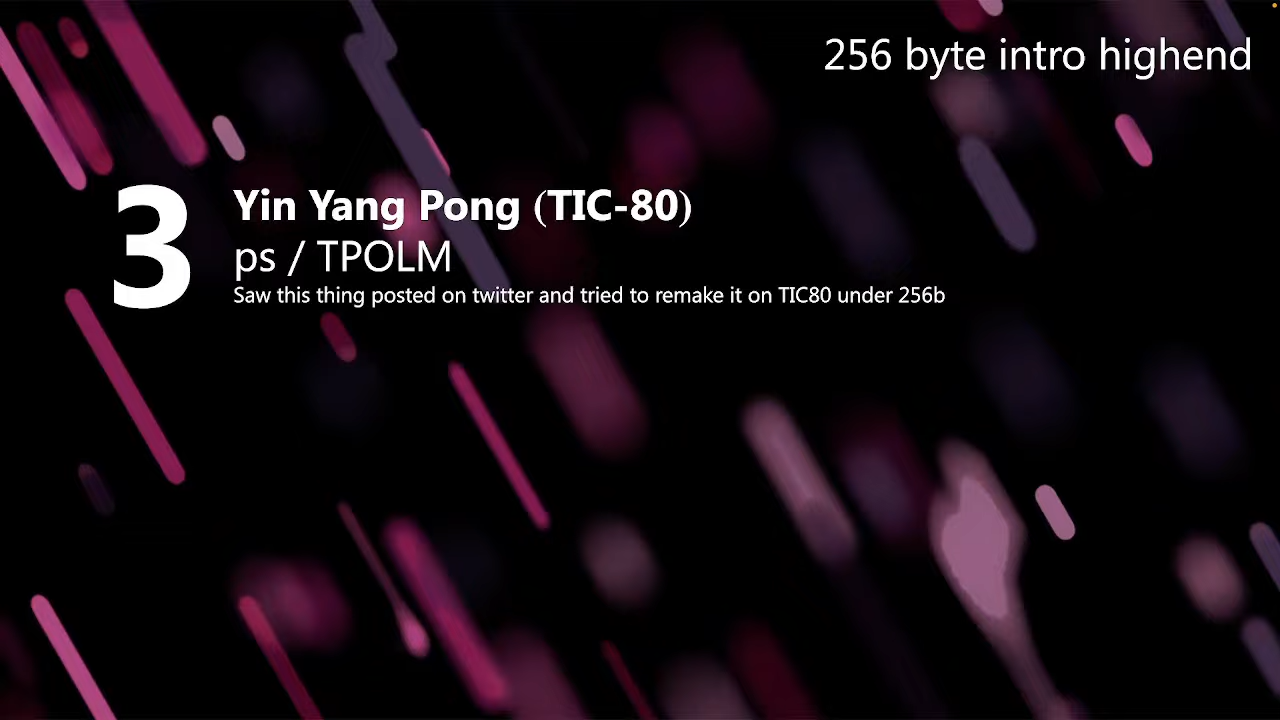 256 byte intro highend
3
Yin Yang Pong (TIC-80)
ps / TPOLM
Saw this thing posted on twitter and tried to remake it on TIC80 under 256b